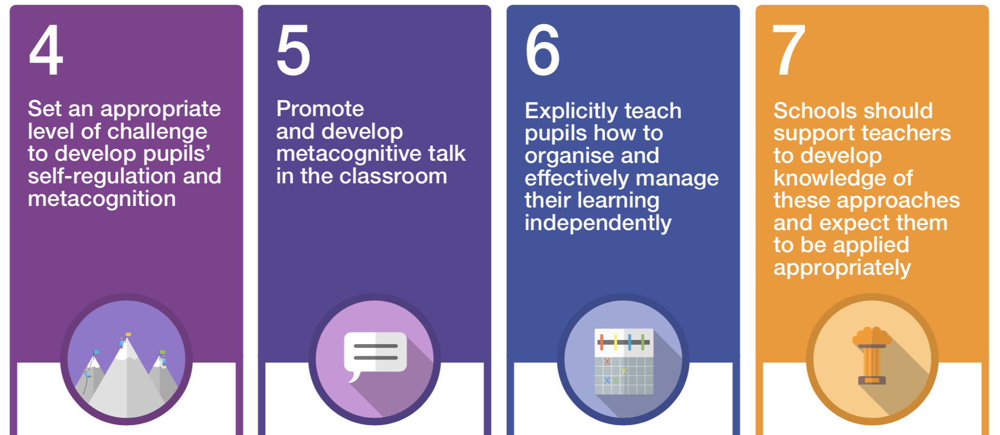 4
Set an appropriate
level of challenge
to develop pupils’
self-regulation and
metacognition
5
Promote
and develop
metacognitive talk
in the classroom
6
Explicitly teach
pupils how to
organise and
effectively manage
their learning
independently
7
Schools should
support teachers
to develop
knowledge of
these approaches
and expect them
to be applied
appropriately